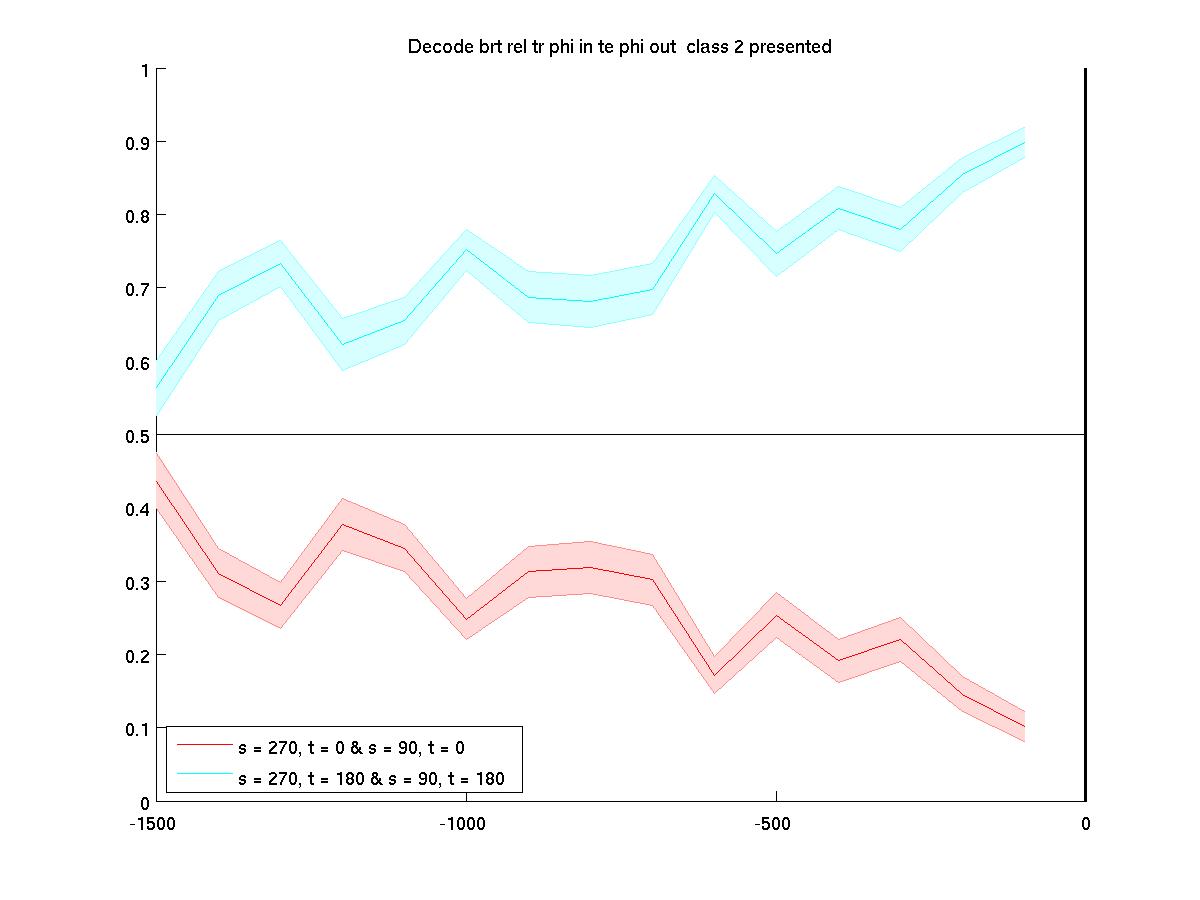 Decode brt rel tr phi in te phi out  class 2 presented
1
0.9
0.8
0.7
0.6
0.5
0.4
0.3
0.2
0.1
0
s = 270, t = 0 & s = 90, t = 0
s = 270, t = 180 & s = 90, t = 180
-1500 -1000 -500 0